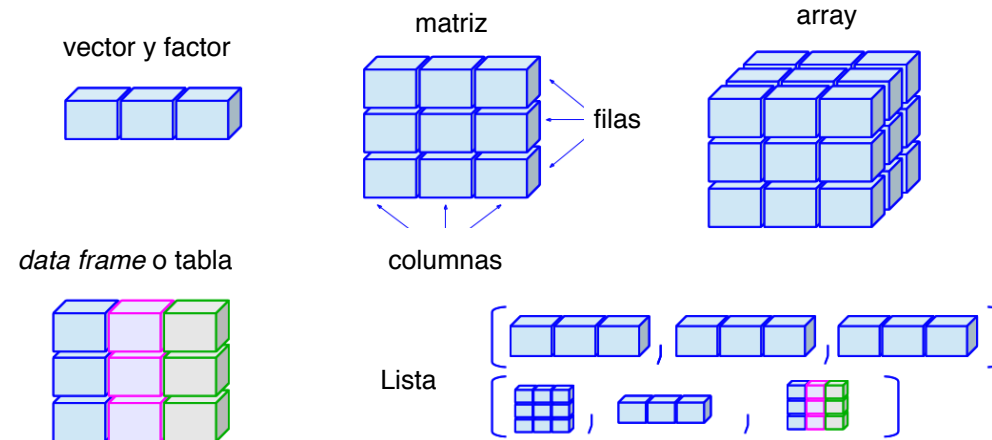 vector y factor
matriz
array
filas
data frame o tabla
columnas
Lista